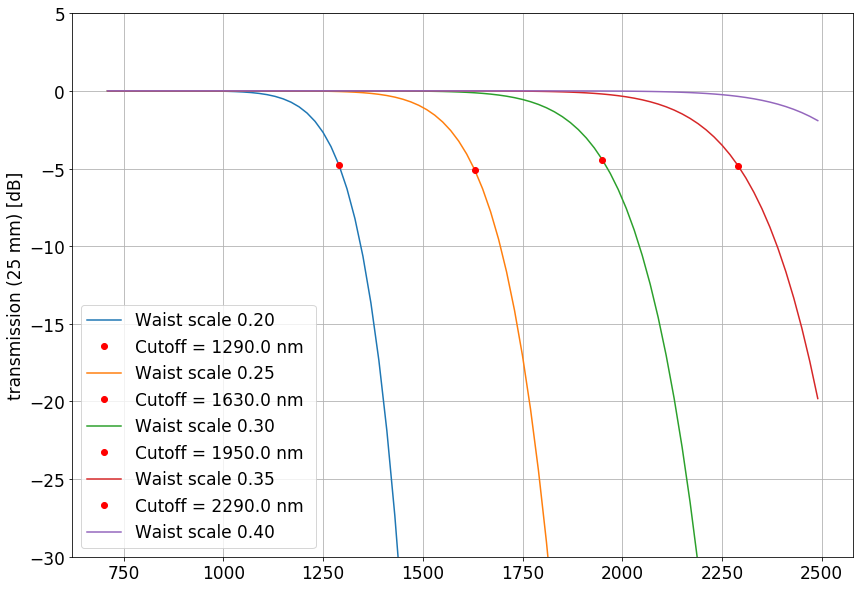 5
0
−5
−10
−15
−20
−25
−30
transmission (25 mm) [dB]
Waist scale 0.20
Cutoff = 1290.0 nm
Waist scale 0.25
Cutoff = 1630.0 nm
Waist scale 0.30
Cutoff = 1950.0 nm
Waist scale 0.35
Cutoff = 2290.0 nm
Waist scale 0.40
750 1000 1250 1500 1750 2000 2250 2500